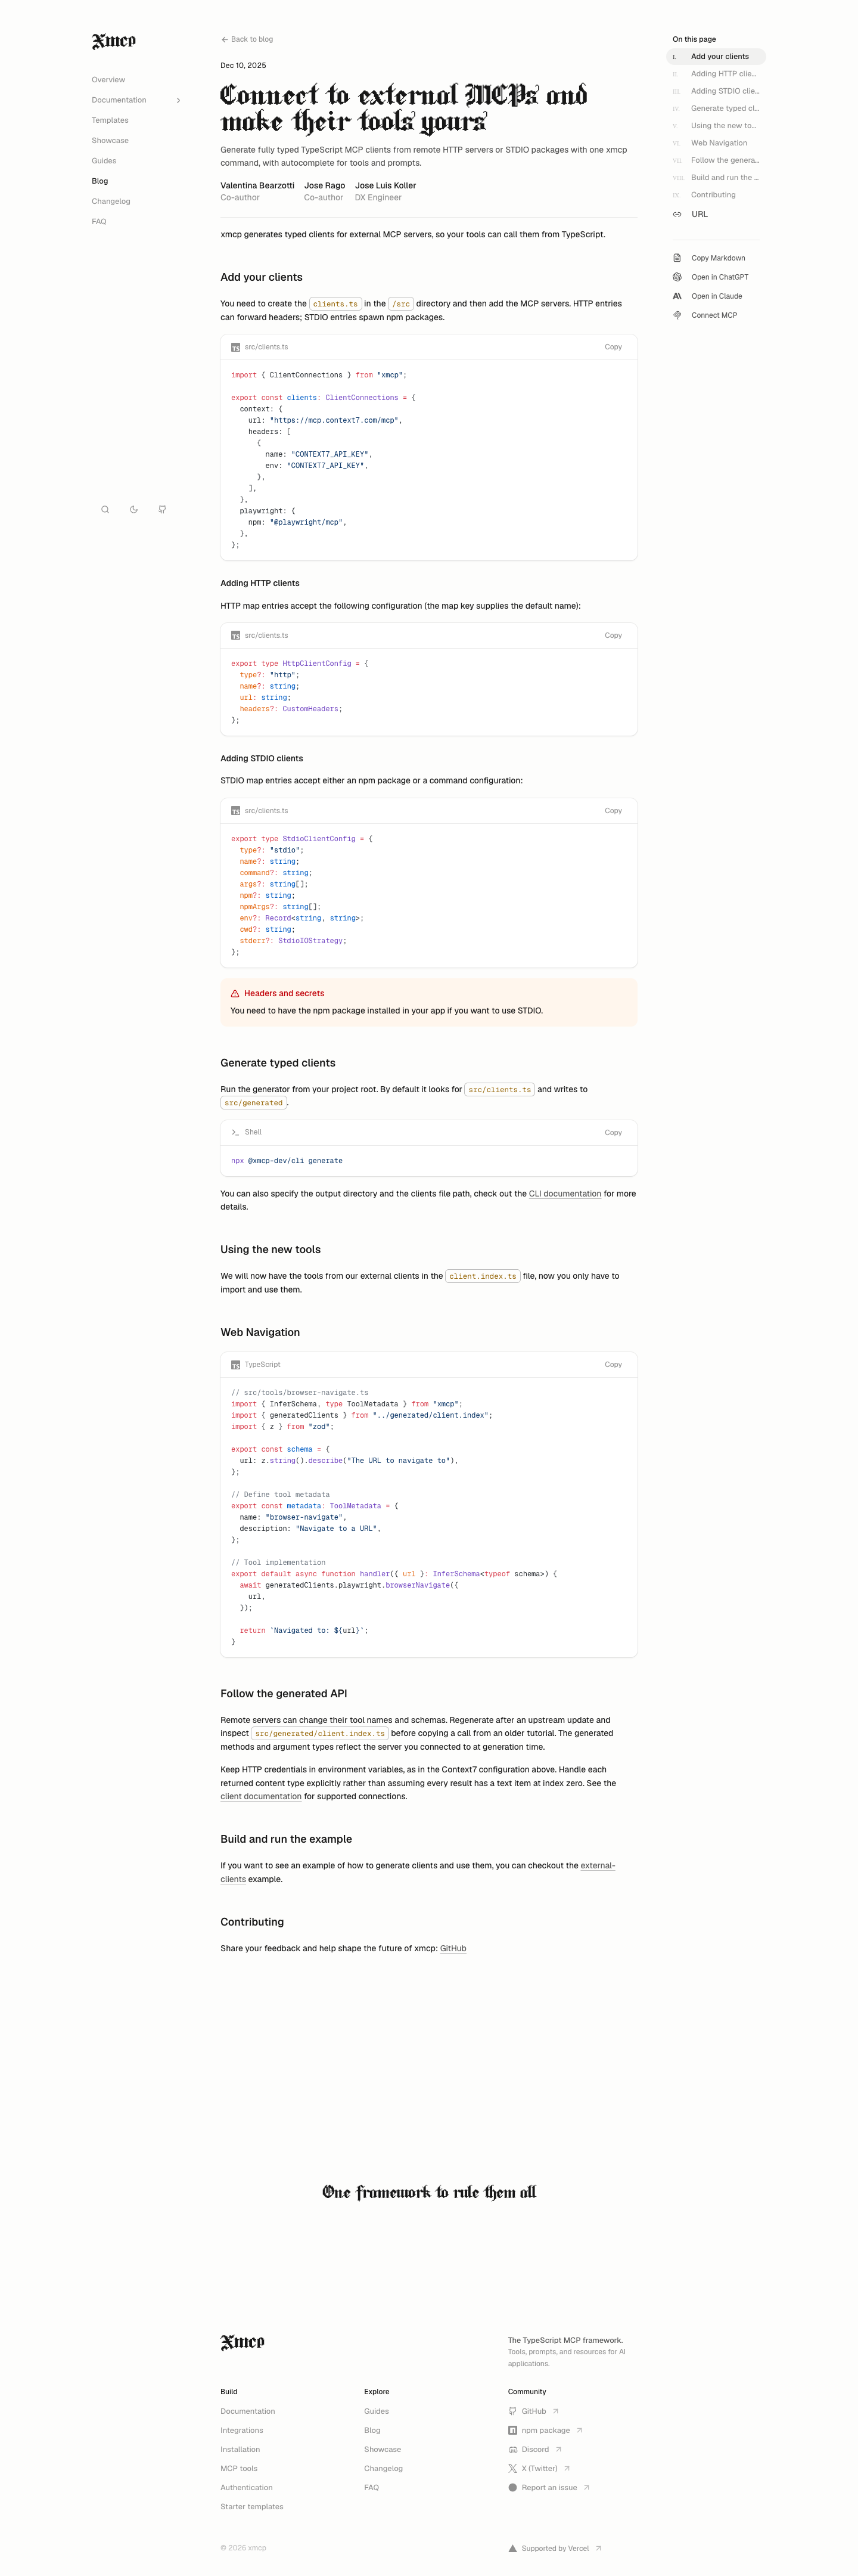 Xmcp
Overview
Documentation
Templates
Showcase
Guides
Blog
Changelog
FAQ
Back to blog
Dec 10, 2025
Connect to external MCPs and
make their tools yours
Generate fully typed TypeScript MCP clients from remote HTTP servers or STDIO packages with one xmcp
command, with autocomplete for tools and prompts.
Valentina Bearzotti Jose Rago Jose Luis Koller
Co-author Co-author DX Engineer
xmcp generates typed clients for external MCP servers, so your tools can call them from TypeScript.
Add your clients
You need to create the clients.ts in the /src directory and then add the MCP servers. HTTP entries
can forward headers; STDIO entries spawn npm packages.
TS src/clients.ts Copy
import { ClientConnections } from "xmcp";
export const clients: ClientConnections = {
  context: {
    url: "https://mcp.context7.com/mcp",
    headers: [
      {
        name: "CONTEXT7_API_KEY",
        env: "CONTEXT7_API_KEY",
      },
    ],
  },
  playwright: {
    npm: "@playwright/mcp",
  },
};
Adding HTTP clients
HTTP map entries accept the following configuration (the map key supplies the default name):
TS src/clients.ts Copy
export type HttpClientConfig = {
  type?: "http";
  name?: string;
  url: string;
  headers?: CustomHeaders;
};
Adding STDIO clients
STDIO map entries accept either an npm package or a command configuration:
TS src/clients.ts Copy
export type StdioClientConfig = {
  type?: "stdio";
  name?: string;
  command?: string;
  args?: string[];
  npm?: string;
  npmArgs?: string[];
  env?: Record<string, string>;
  cwd?: string;
  stderr?: StdioIOStrategy;
};
Headers and secrets
You need to have the npm package installed in your app if you want to use STDIO.
Generate typed clients
Run the generator from your project root. By default it looks for src/clients.ts and writes to
src/generated.
Shell Copy
npx @xmcp-dev/cli generate
You can also specify the output directory and the clients file path, check out the CLI documentation for more
details.
Using the new tools
We will now have the tools from our external clients in the client.index.ts file, now you only have to
import and use them.
Web Navigation
TS TypeScript Copy
// src/tools/browser-navigate.ts
import { InferSchema, type ToolMetadata } from "xmcp";
import { generatedClients } from "../generated/client.index";
import { z } from "zod";
export const schema = {
  url: z.string().describe("The URL to navigate to"),
};
// Define tool metadata
export const metadata: ToolMetadata = {
  name: "browser-navigate",
  description: "Navigate to a URL",
};
// Tool implementation
export default async function handler({ url }: InferSchema<typeof schema>) {
  await generatedClients.playwright.browserNavigate({
    url,
  });
  return `Navigated to: ${url}`;
}
Follow the generated API
Remote servers can change their tool names and schemas. Regenerate after an upstream update and
inspect src/generated/client.index.ts before copying a call from an older tutorial. The generated
methods and argument types reflect the server you connected to at generation time.
Keep HTTP credentials in environment variables, as in the Context7 configuration above. Handle each
returned content type explicitly rather than assuming every result has a text item at index zero. See the
client documentation for supported connections.
Build and run the example
If you want to see an example of how to generate clients and use them, you can checkout the external-
clients example.
Contributing
Share your feedback and help shape the future of xmcp: GitHub
On this page
I. Add your clients
II. Adding HTTP clie...
III. Adding STDIO clie...
IV. Generate typed cl...
V. Using the new to...
VI. Web Navigation
VII. Follow the genera...
VIII. Build and run the ...
IX. Contributing
URL
Copy Markdown
Open in ChatGPT
Open in Claude
Connect MCP
One framework to rule them all
Xmcp
The TypeScript MCP framework.
Tools, prompts, and resources for AI
applications.
Build
Documentation
Integrations
Installation
MCP tools
Authentication
Starter templates
Explore
Guides
Blog
Showcase
Changelog
FAQ
Community
GitHub
npm package
Discord
X (Twitter)
Report an issue
© 2026 xmcp
Supported by Vercel